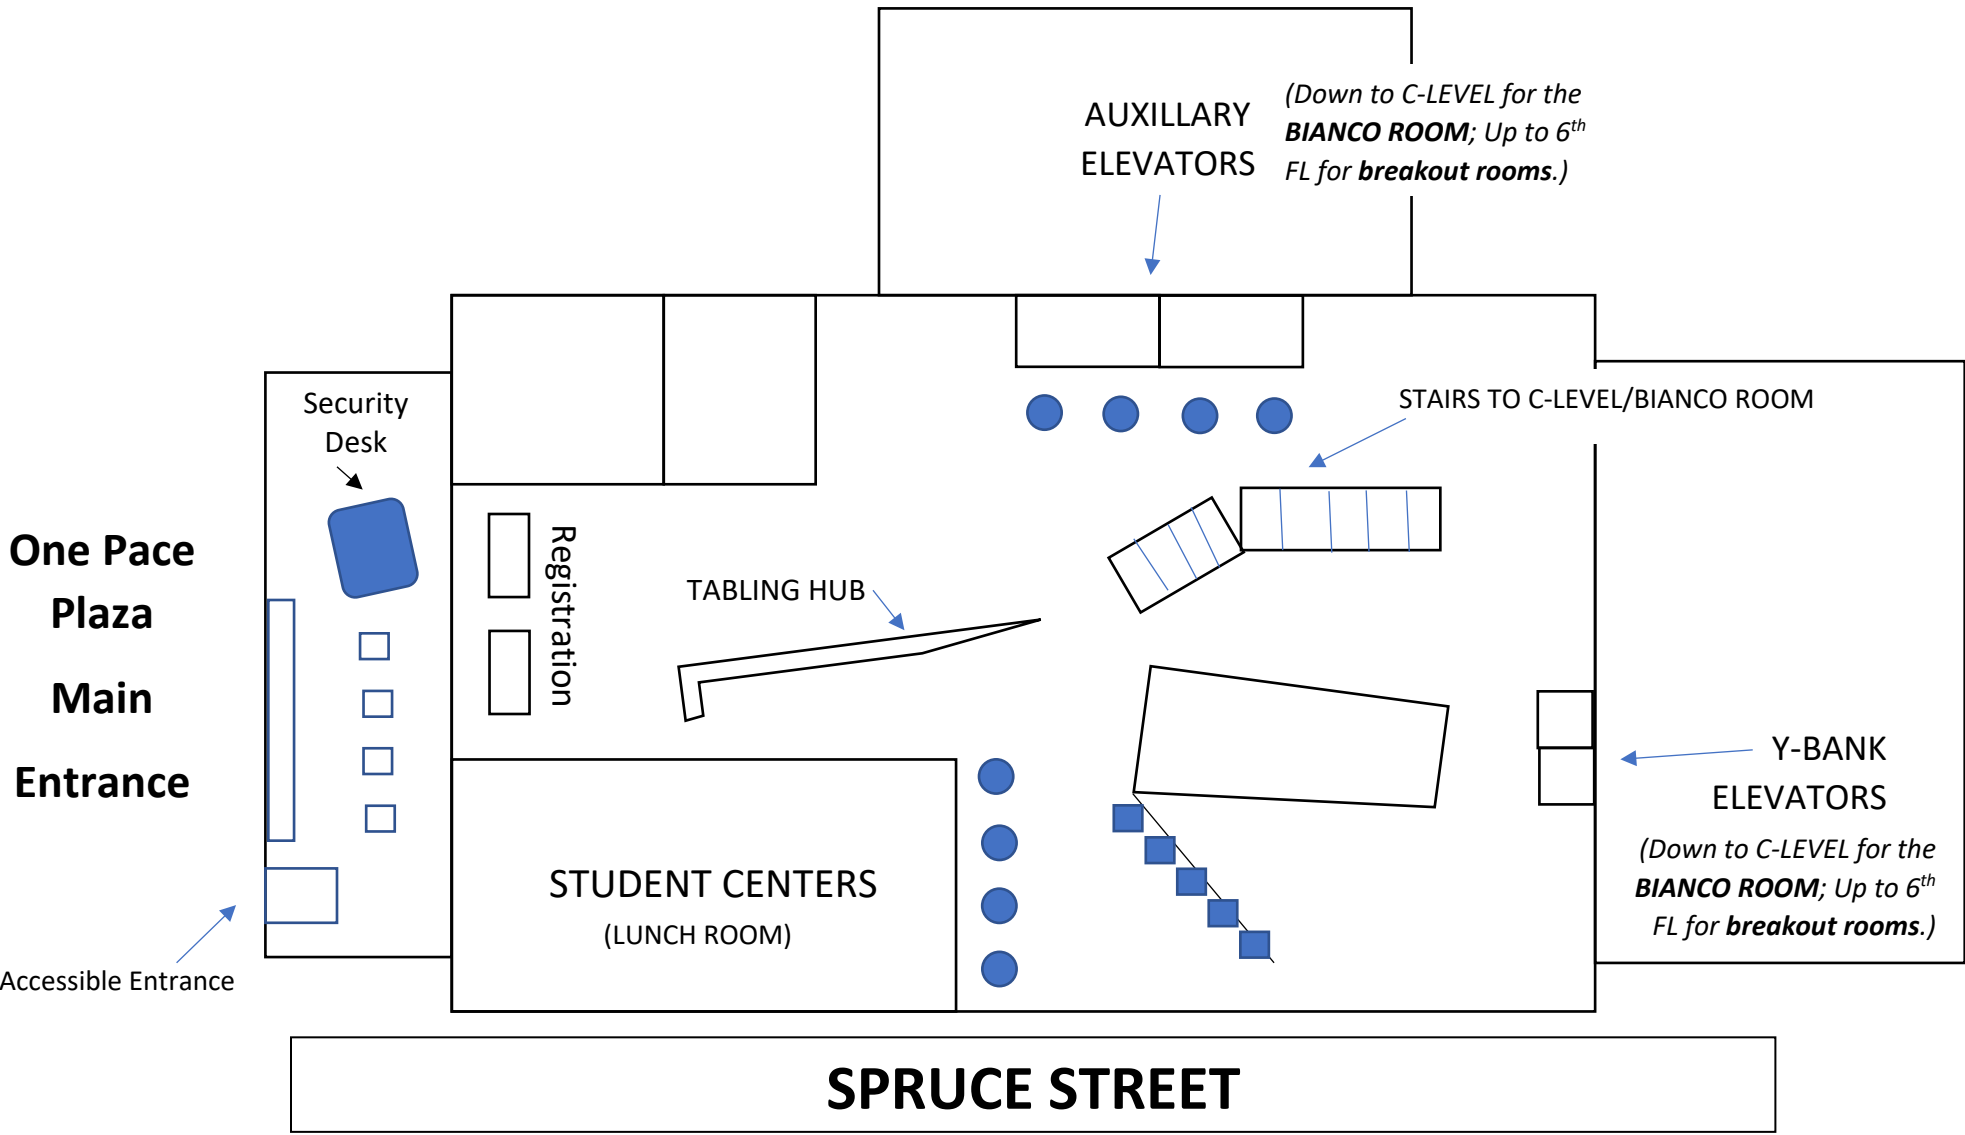 AUXILLARY
ELEVATORS
(Down to C-LEVEL for the
BIANCO ROOM; Up to 6th
FL for breakout rooms.)
Security
Desk
STAIRS TO C-LEVEL/BIANCO ROOM
One Pace
Plaza
Main
Entrance
Registration
TABLING HUB
Y-BANK
ELEVATORS
(Down to C-LEVEL for the
BIANCO ROOM; Up to 6th
FL for breakout rooms.)
STUDENT CENTERS
(LUNCH ROOM)
Accessible Entrance
SPRUCE STREET